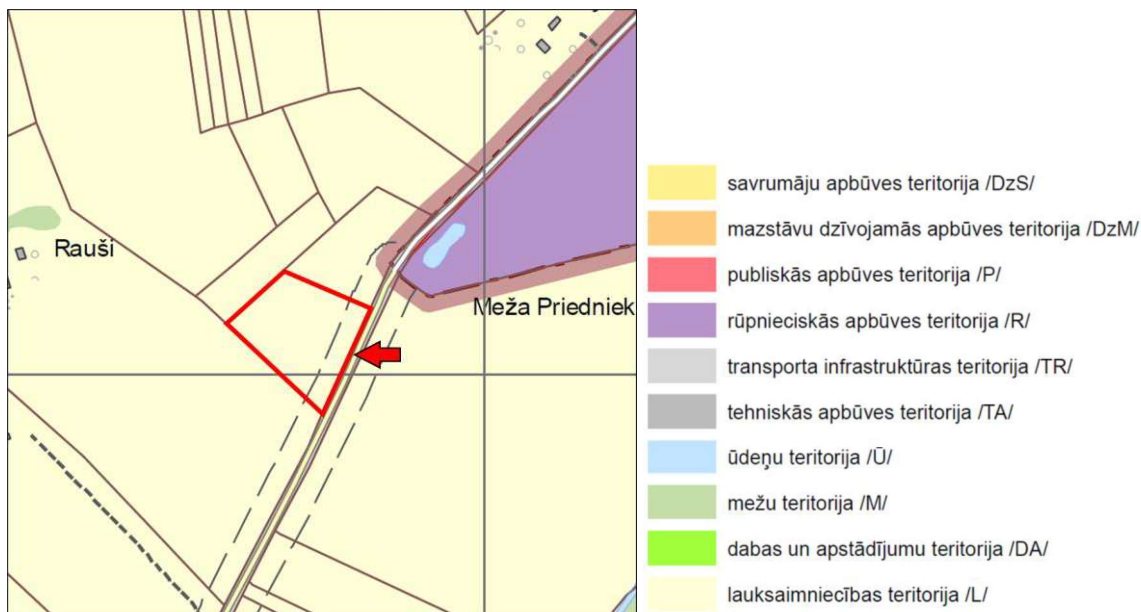 Rauši
Meža Priedniek
savrumāju apbūves teritorija /DzS/
mazstāvu dzīvojamās apbūves teritorija /DzM/
publiskās apbūves teritorija /P/
rūpnieciskās apbūves teritorija /R/
transporta infrastruktūras teritorija /TR/
tehniskās apbūves teritorija /TA/
ūdeņu teritorija /Ū/
mežu teritorija /M/
dabas un apstādījumu teritorija /DA/
lauksaimniecības teritorija /L/